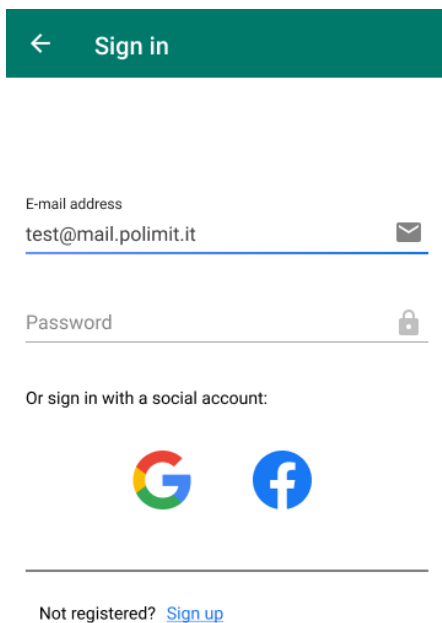 Sign in
E-mail address
test@mail.polimit.it
Password
Or sign in with a social account:
Not registered? Sign up